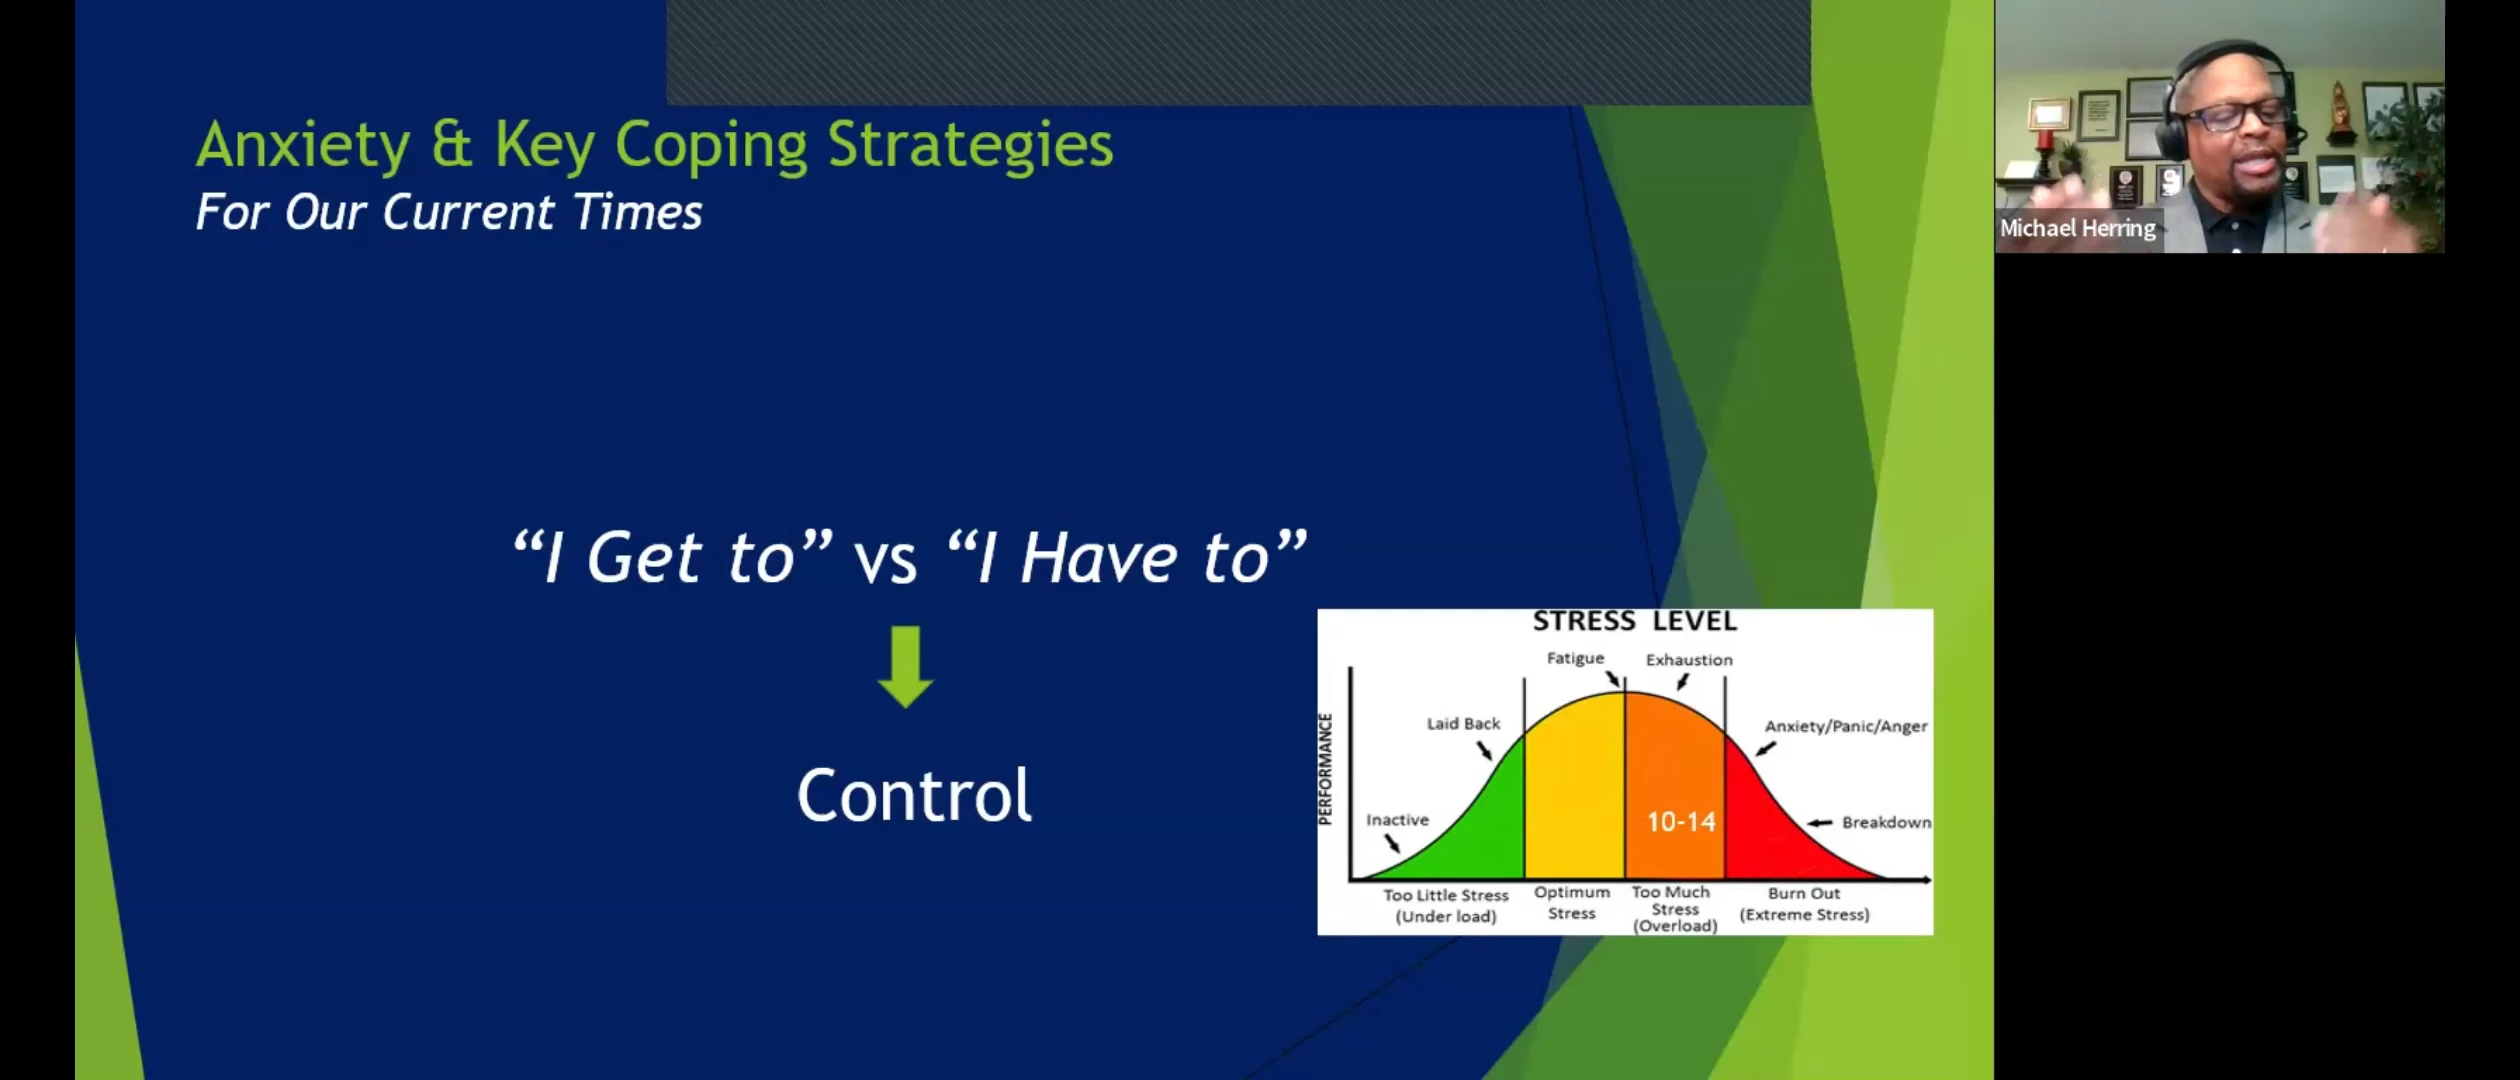 Anxiety & Key Coping Strategies
For Our Current Times
Michael Herring
“I Get to” vs “I Have to”
Control
STRESS LEVEL
Fatigue
Exhaustion
Laid Back
Anxiety/Panic/Anger
PERFORMANCE
Inactive
10-14
Breakdown
Too Little Stress
(Under load)
Optimum
Stress
Too Much
Stress
(Overload)
Burn Out
(Extreme Stress)